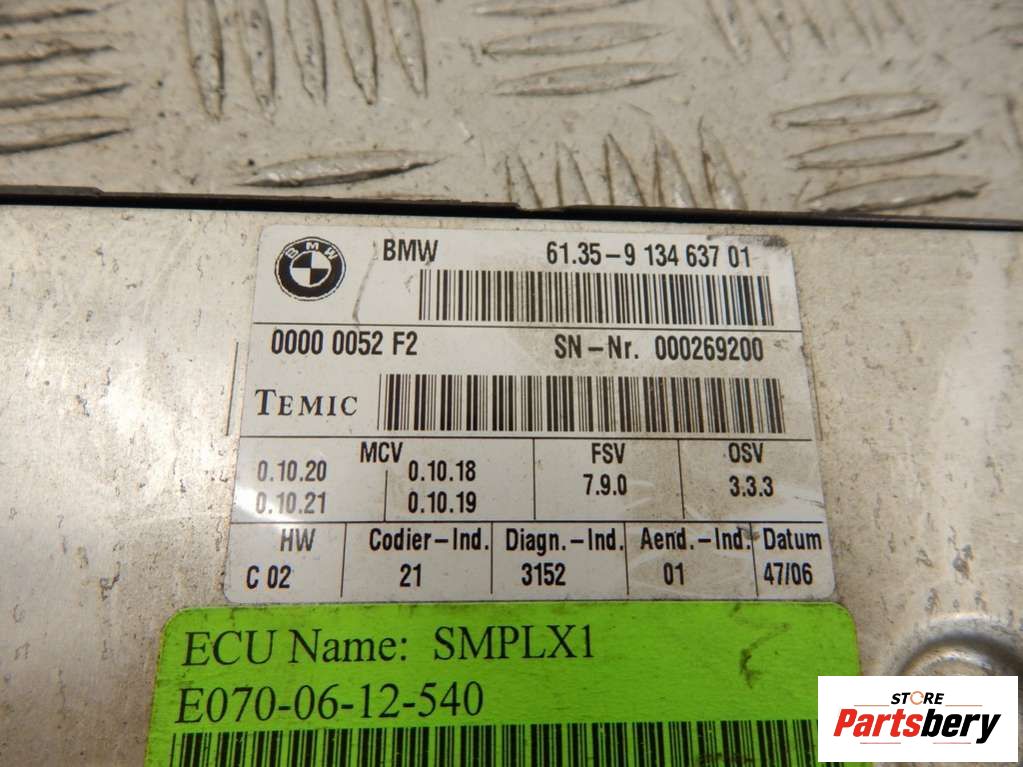 BMW
BMW 61.35-9 134 637 01
0000 0052 F2 SN-Nr. 000269200
TEMIC
MCV FSV OSV
0.10.20 0.10.18 7.9.0 3.3.3
0.10.21 0.10.19
HW Codier-Ind. Diagn.-Ind. Aend.-Ind. Datum
C 02 21 3152 01 47/06
ECU Name: SMPLX1
E070-06-12-540
STORE
Partsbery